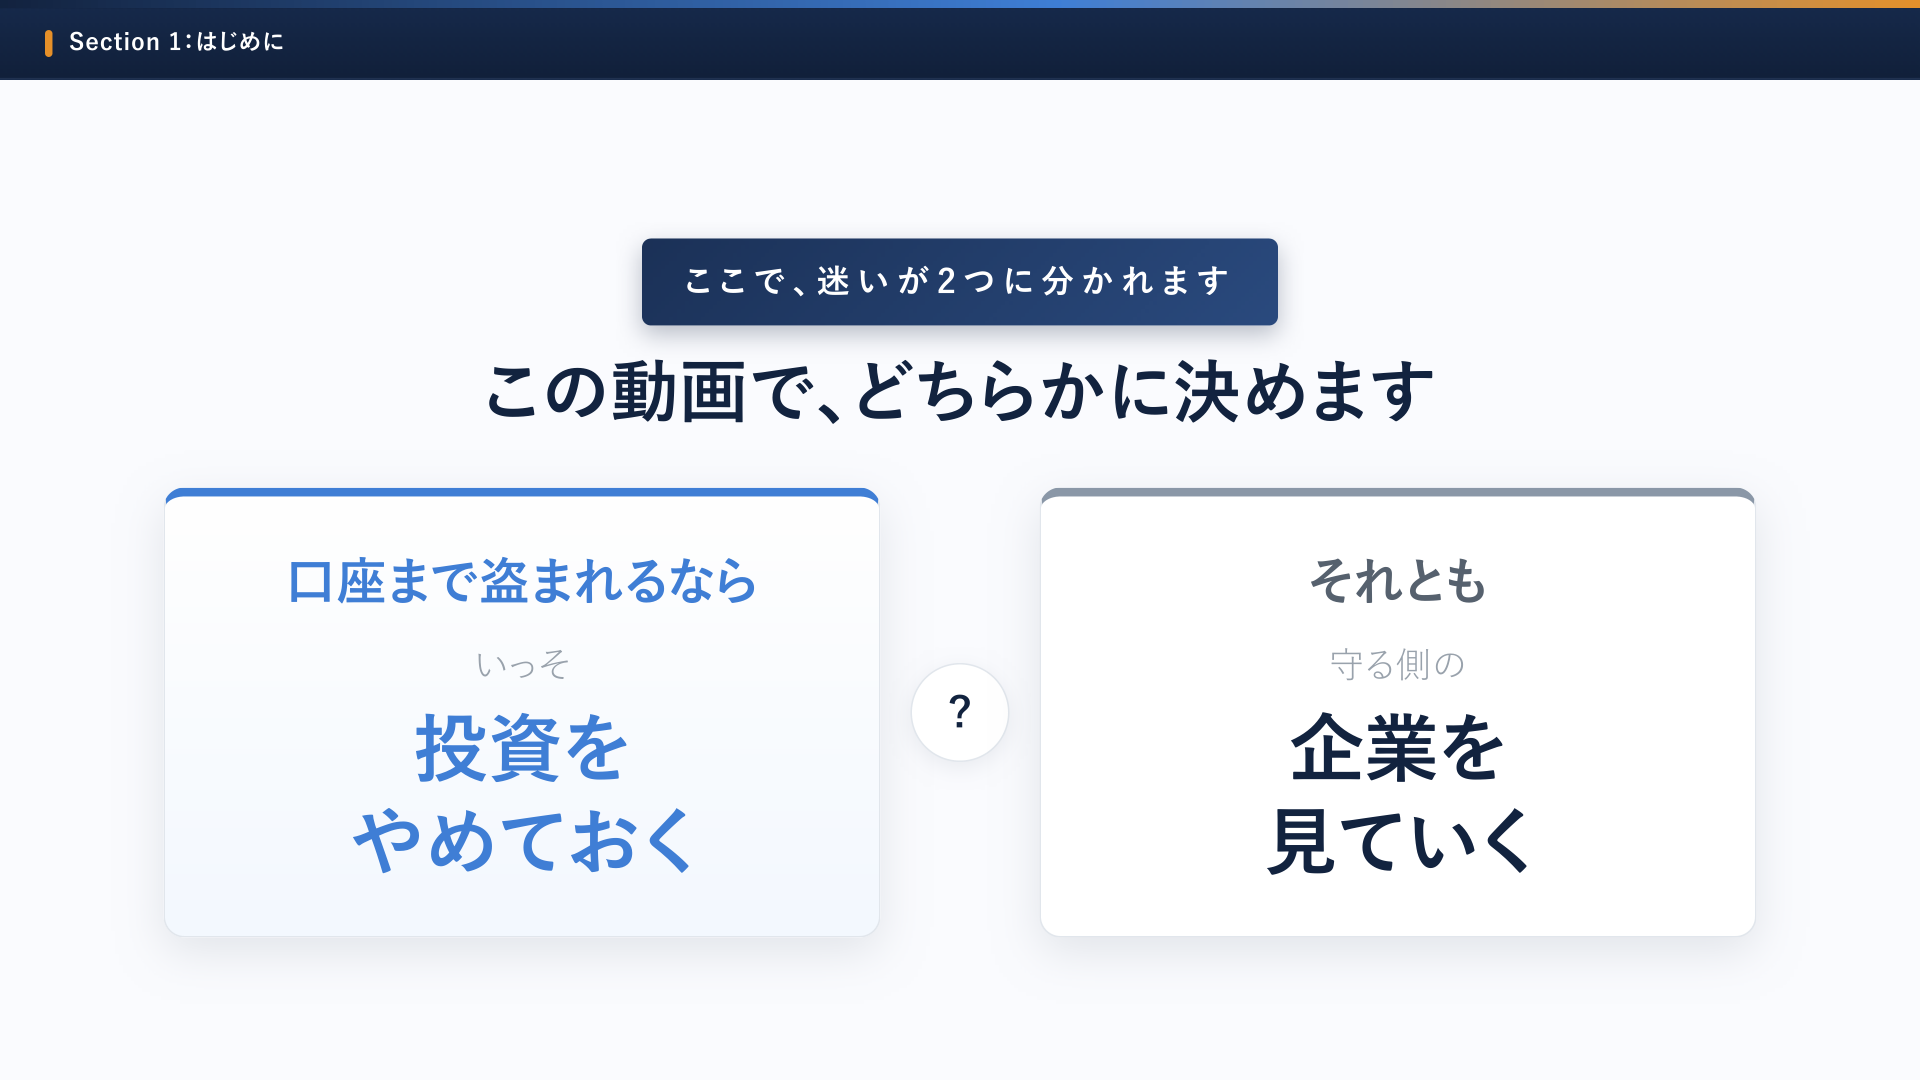 Section 1：はじめに
ここで、迷いが2つに分かれます
この動画で、どちらかに決めます
口座まで盗まれるなら
いっそ
投資を
やめておく
？
それとも
守る側の
企業を
見ていく